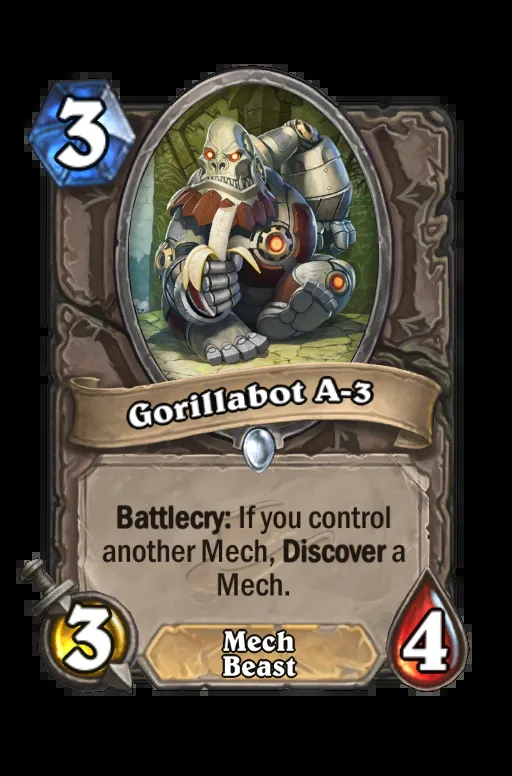 3
Gorillabot A-3
Battlecry: If you control
another Mech, Discover a
Mech.
3
Mech
Beast
4